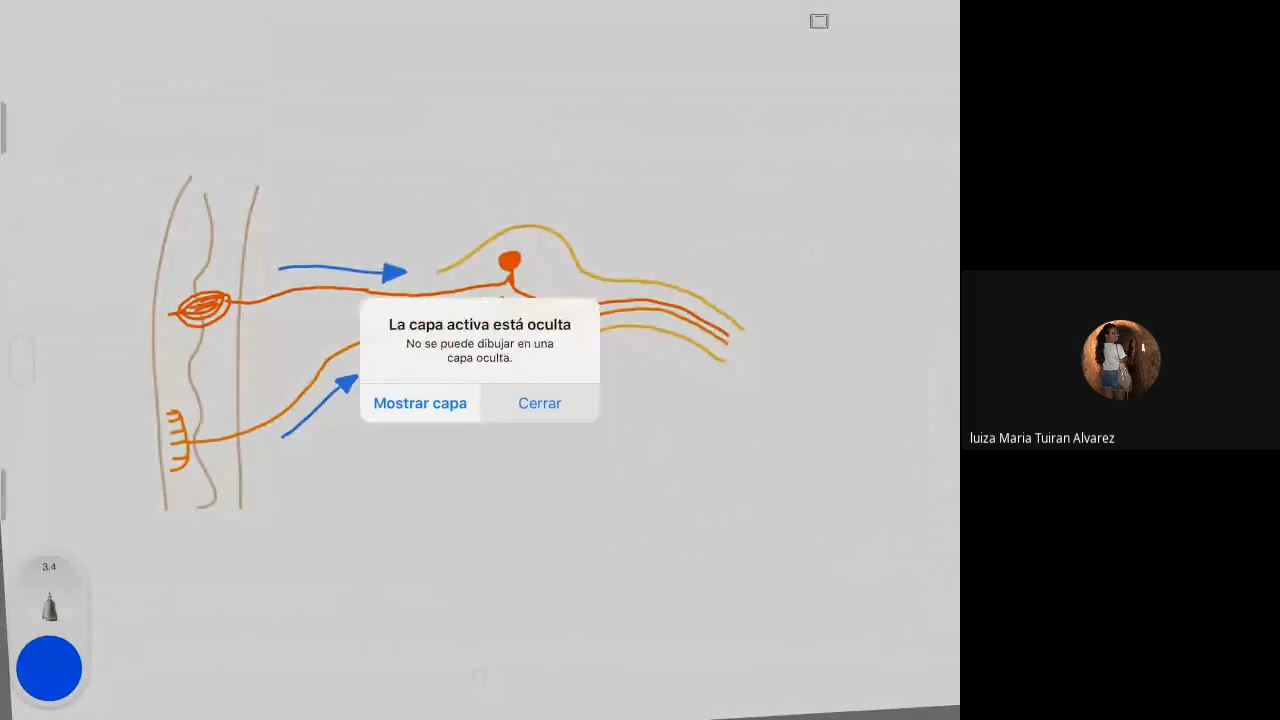 La capa activa está oculta
No se puede dibujar en una
capa oculta.
Mostrar capa
Cerrar
luiza Maria Tuiran Alvarez
3.4